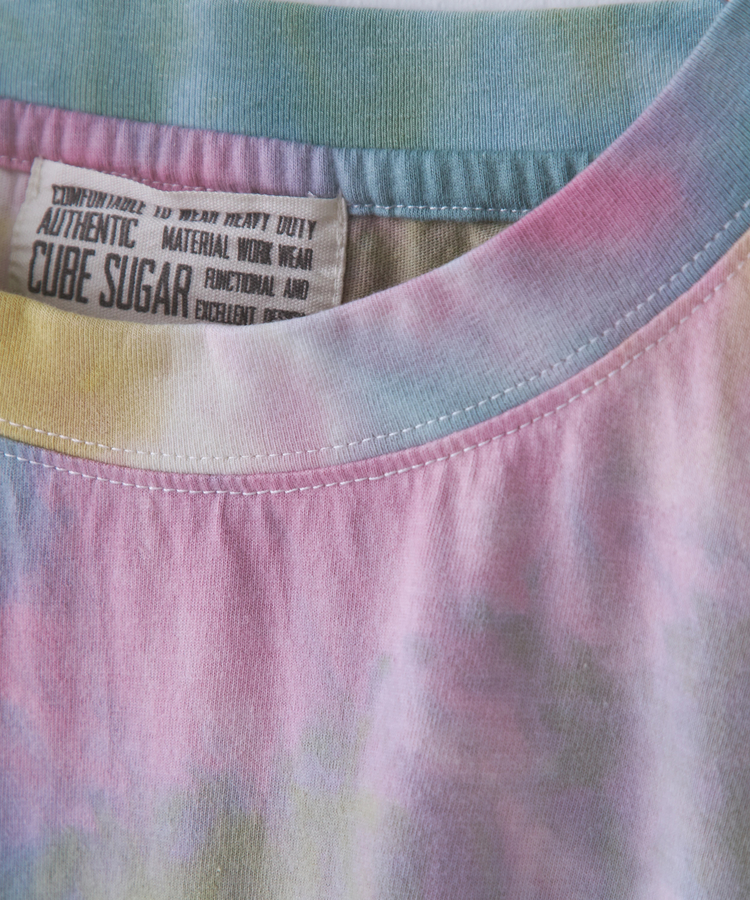 COMFORTABLE TO WEAR HEAVY DUTY
AUTHENTIC MATERIAL WORK WEAR
CUBE SUGAR FUNCTIONAL AND
EXCELLENT